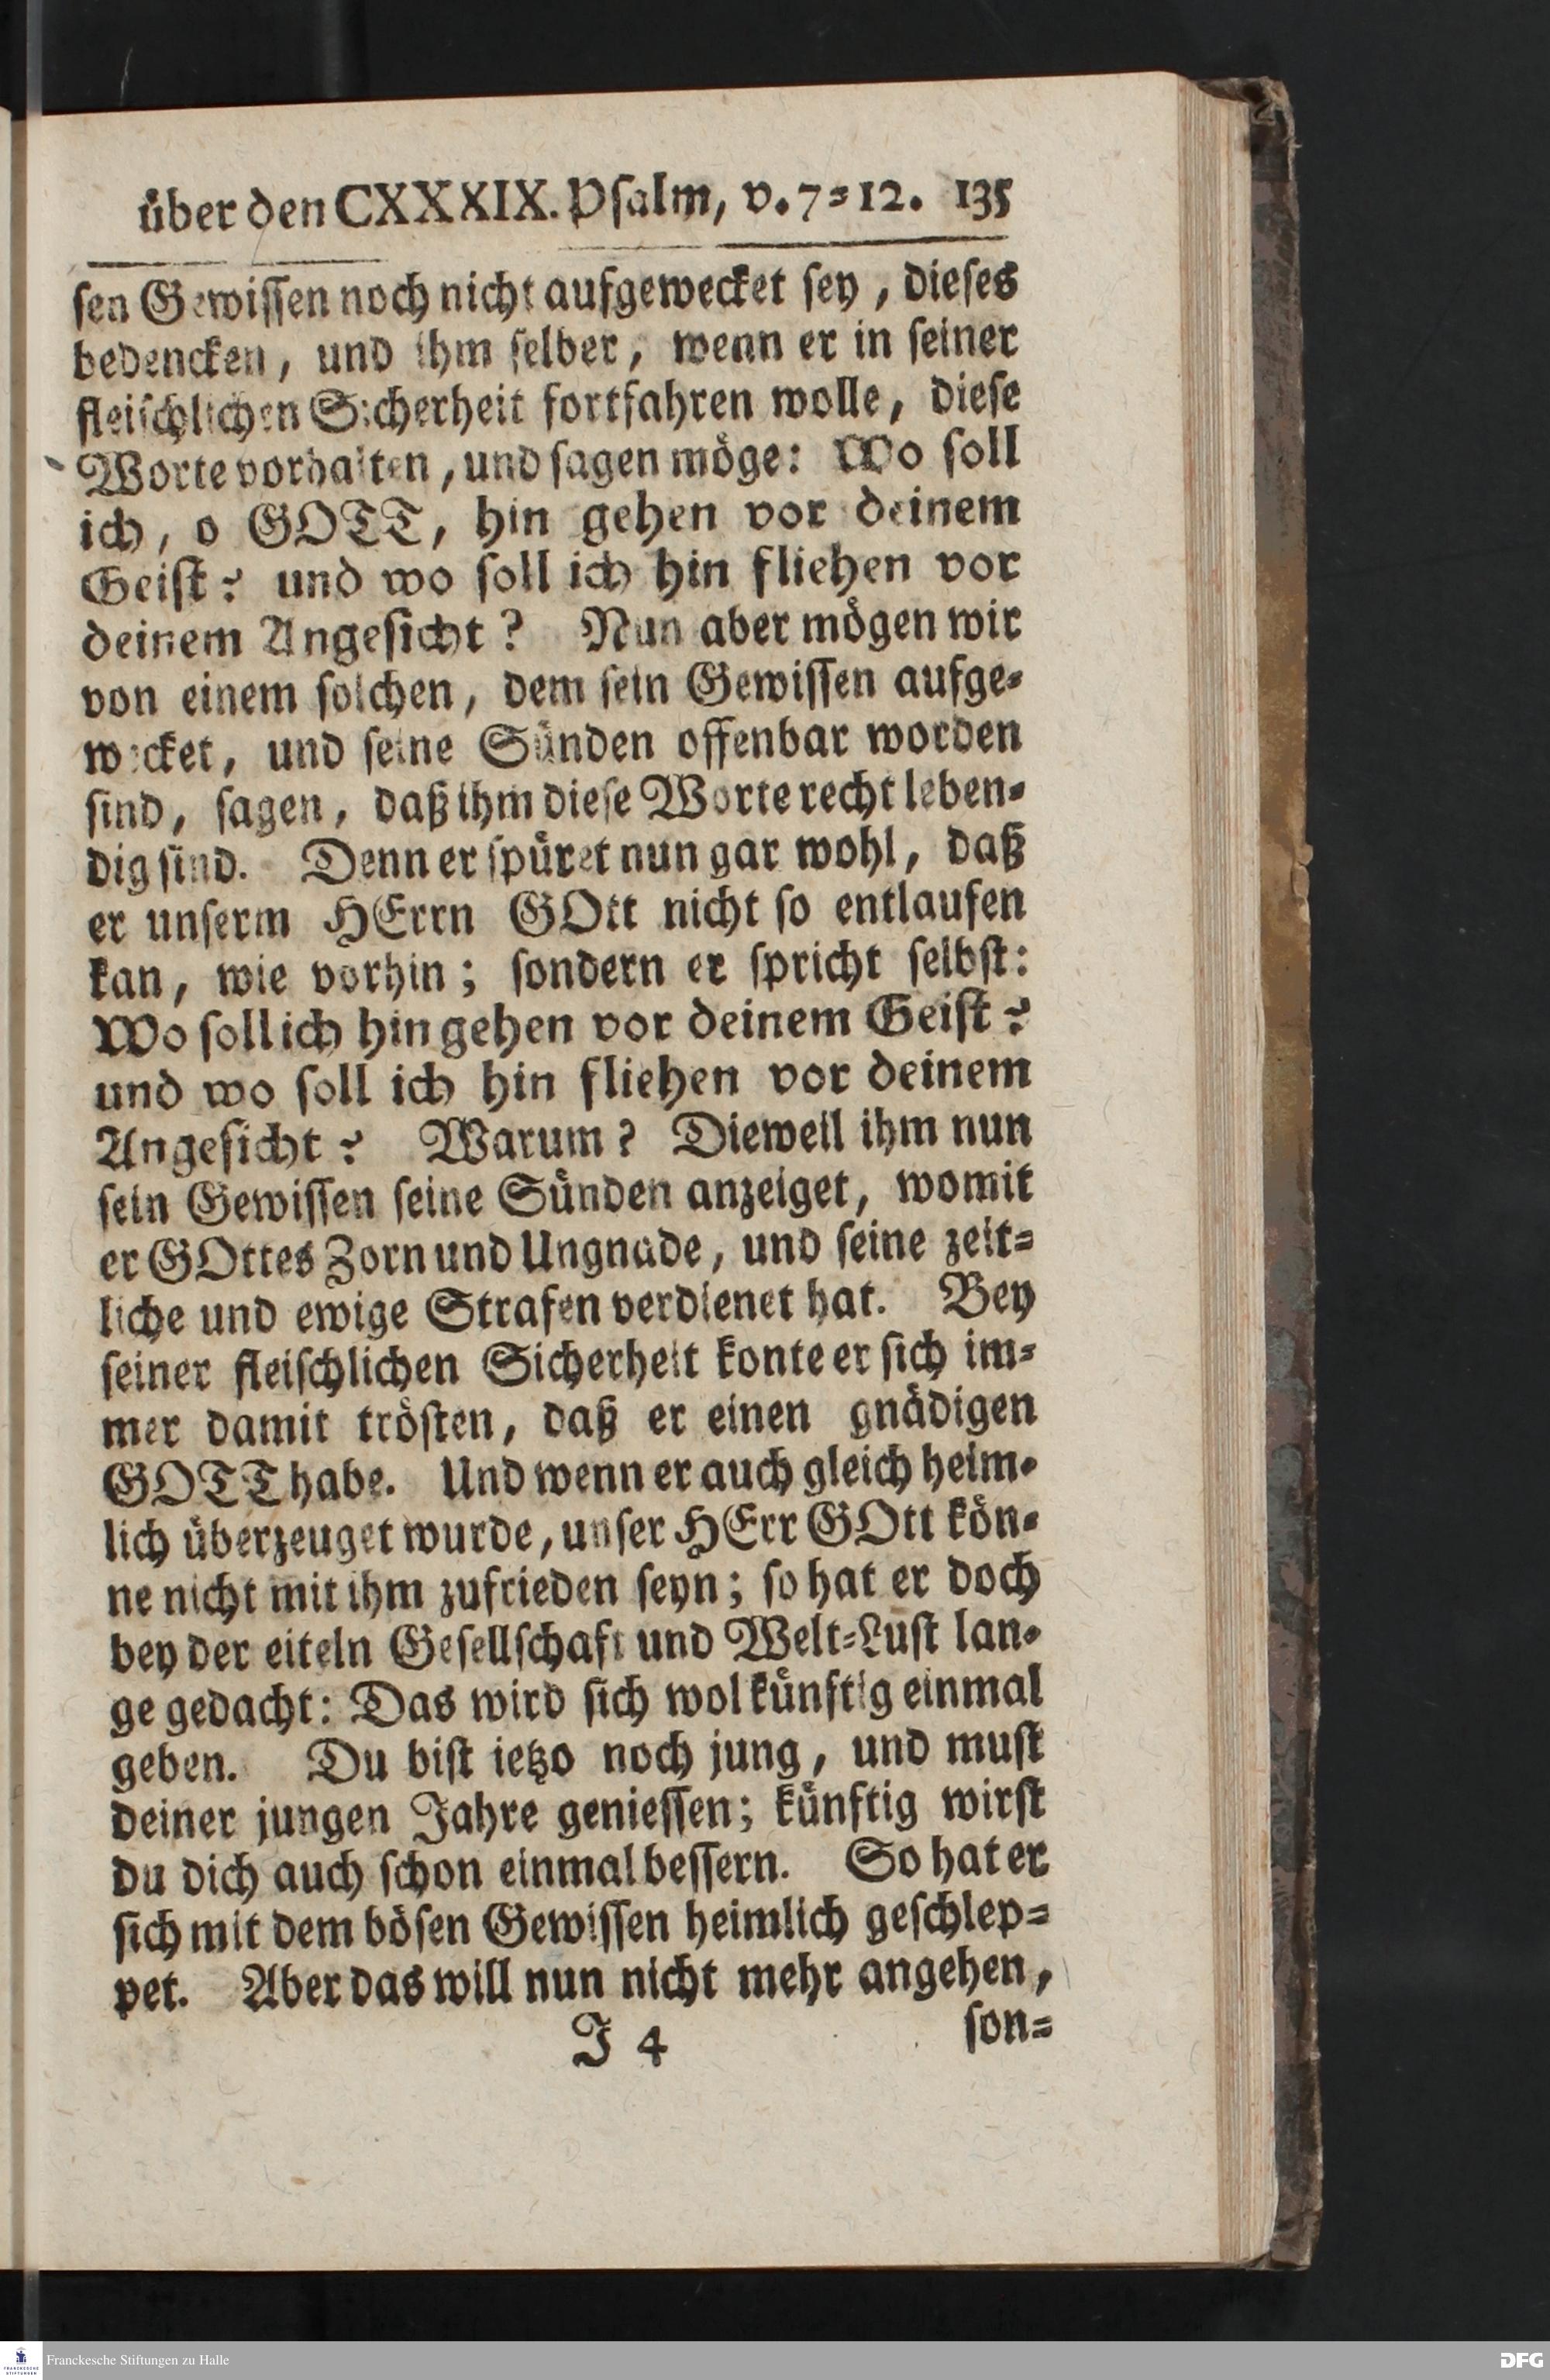 über den CXXXIX. Psalm, v. 7-12. 135
sen Gewissen noch nicht aufgewecket sey, dieses
bedencken, und ihm selber, wenn er in seiner
fleischlichen Sicherheit fortfahren wolle, diese
Worte vorhalten, und sagen möge: Wo soll
ich, o GOTT, hin gehen vor deinem
Geist? und wo soll ich hin fliehen vor
deinem Angesicht? Nun aber mögen wir
von einem solchen, dem sein Gewissen aufge-
wecket, und seine Sünden offenbar worden
sind, sagen, daß ihm diese Worte recht leben-
dig sind. Denn er spüret nun gar wohl, daß
er unserm HErrn GOtt nicht so entlaufen
kan, wie vorhin; sondern er spricht selbst:
Wo soll ich hin gehen vor deinem Geist?
und wo soll ich hin fliehen vor deinem
Angesicht? Warum? Dieweil ihm nun
sein Gewissen seine Sünden anzeiget, womit
er GOttes Zorn und Ungnade, und seine zeit-
liche und ewige Strafen verdienet hat. Bey
seiner fleischlichen Sicherheit konte er sich im-
mer damit trösten, daß er einen gnädigen
GOTT habe. Und wenn er auch gleich heim-
lich überzeuget wurde, unser HErr GOtt kön-
ne nicht mit ihm zufrieden seyn; so hat er doch
bey der eiteln Gesellschaft und Welt-Lust lan-
ge gedacht: Das wird sich wol künftig einmal
geben. Du bist ietzo noch jung, und must
deiner jungen Jahre geniessen; künftig wirst
du dich auch schon einmal bessern. So hat er
sich mit dem bösen Gewissen heimlich geschlep-
pet. Aber das will nun nicht mehr angehen,
J 4 son-
Franckesche Stiftungen zu Halle
DFG